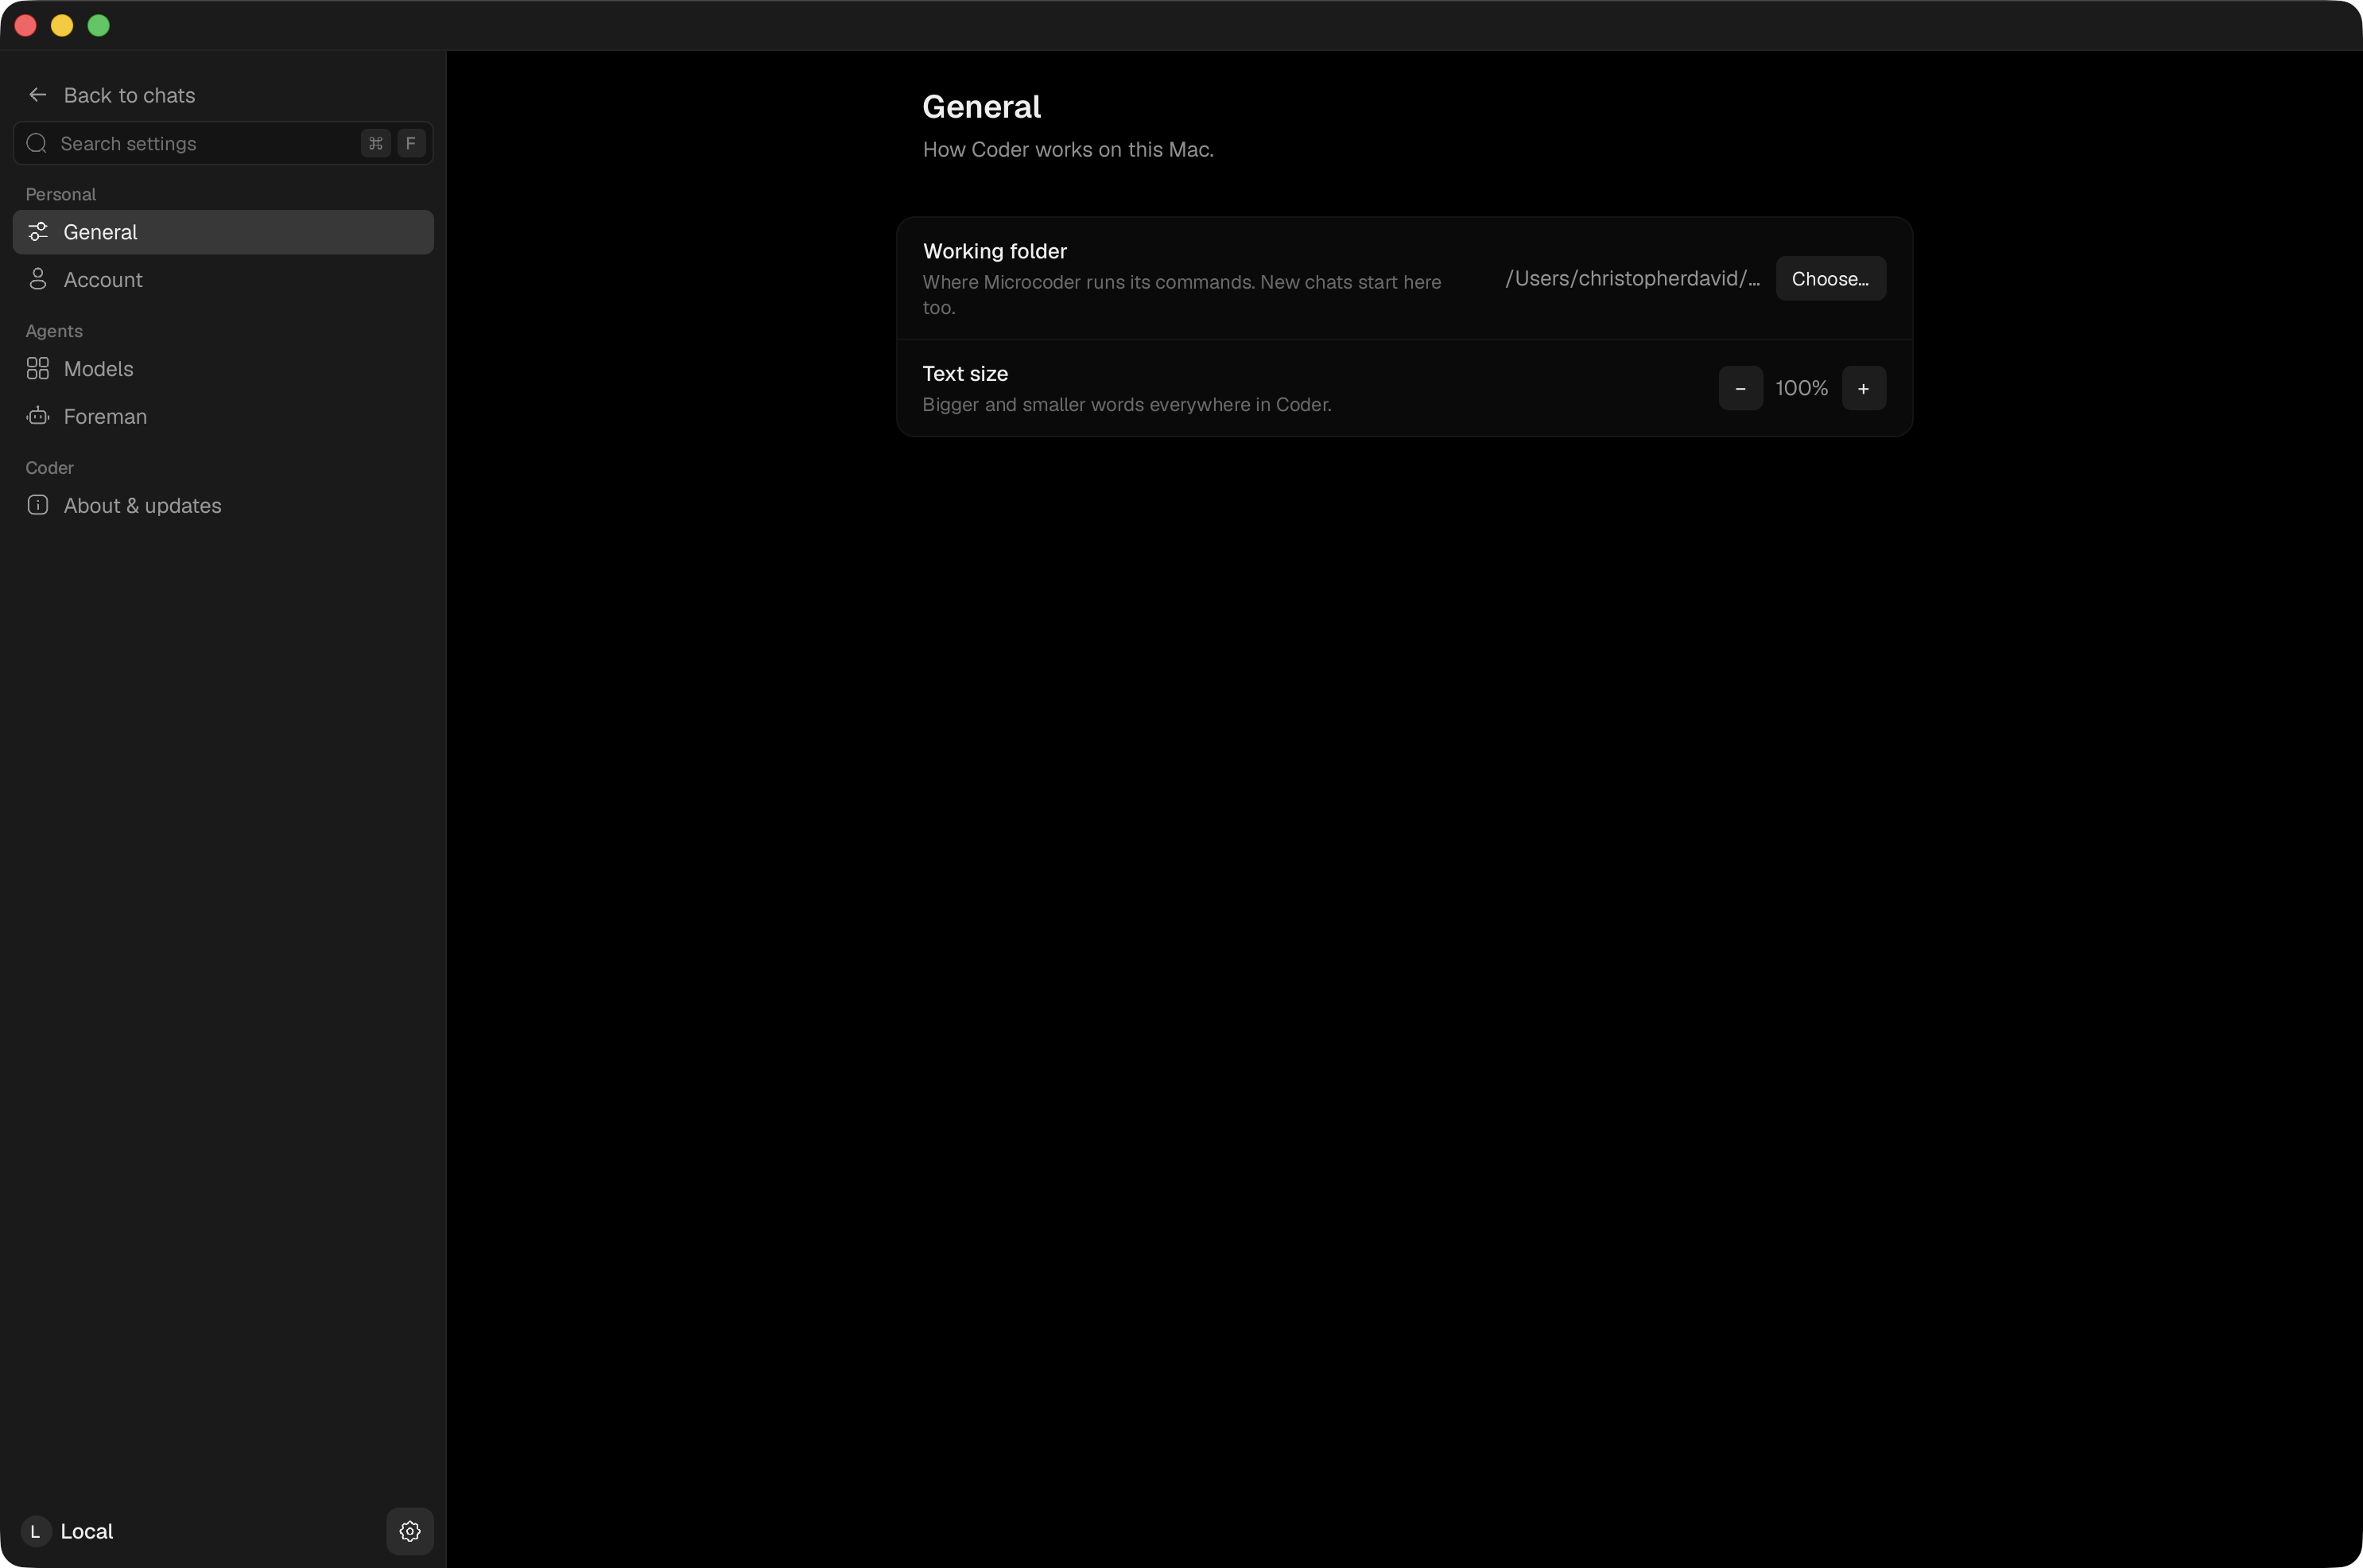 Back to chats
Search settings ⌘ F
Personal
General
Account
Agents
Models
Foreman
Coder
About & updates
L Local
General
How Coder works on this Mac.
Working folder
Where Microcoder runs its commands. New chats start here
too.
/Users/christopherdavid/... Choose...
Text size
Bigger and smaller words everywhere in Coder.
− 100% +